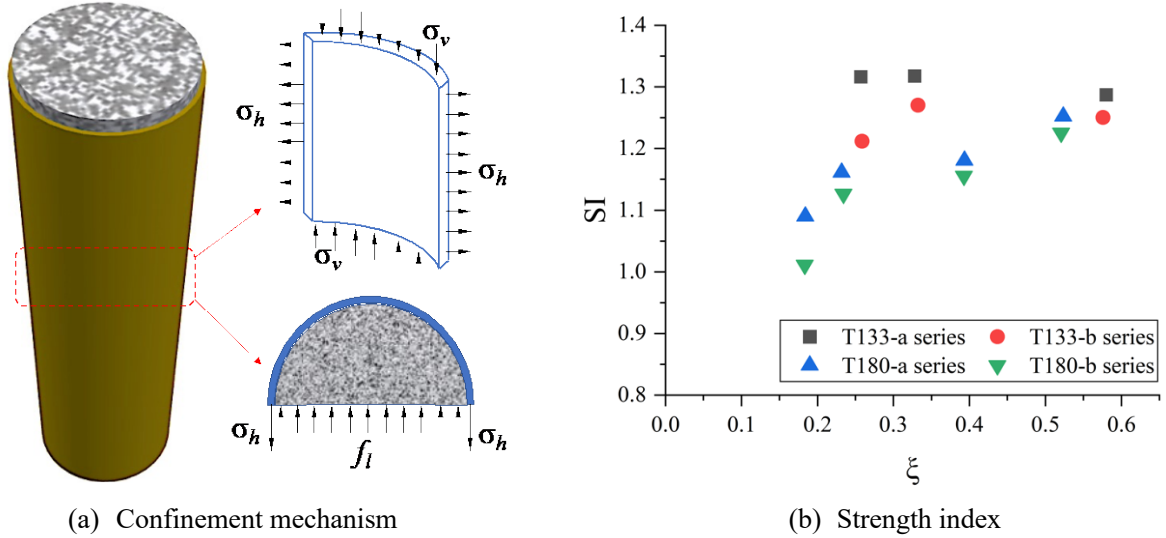 σv
σh
σh
σv
σh
fl
σh
(a) Confinement mechanism
SI
1.4
1.3
1.2
1.1
1.0
0.9
0.8
T133-a series
T133-b series
T180-a series
T180-b series
0.0 0.1 0.2 0.3 0.4 0.5 0.6
ξ
(b) Strength index